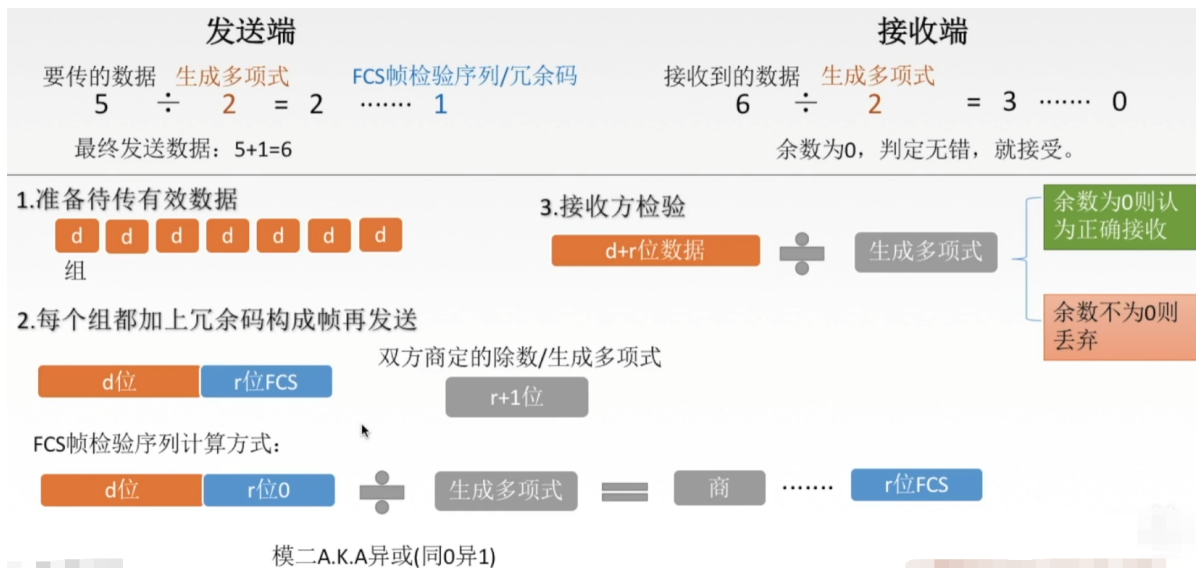 发送端
要传的数据 生成多项式 FCS帧检验序列/冗余码
5 ÷ 2 = 2 ······· 1
最终发送数据：5+1=6
接收端
接收到的数据 生成多项式
6 ÷ 2 = 3 ······· 0
余数为0，判定无错，就接受。
1.准备待传有效数据
d d d d d d d
组
2.每个组都加上冗余码构成帧再发送
d位 r位FCS
双方商定的除数/生成多项式
r+1位
FCS帧检验序列计算方式：
d位 r位0 ÷ 生成多项式 = 商 ······· r位FCS
模二A.K.A异或(同0异1)
3.接收方检验
d+r位数据 ÷ 生成多项式
余数为0则认
为正确接收
余数不为0则
丢弃